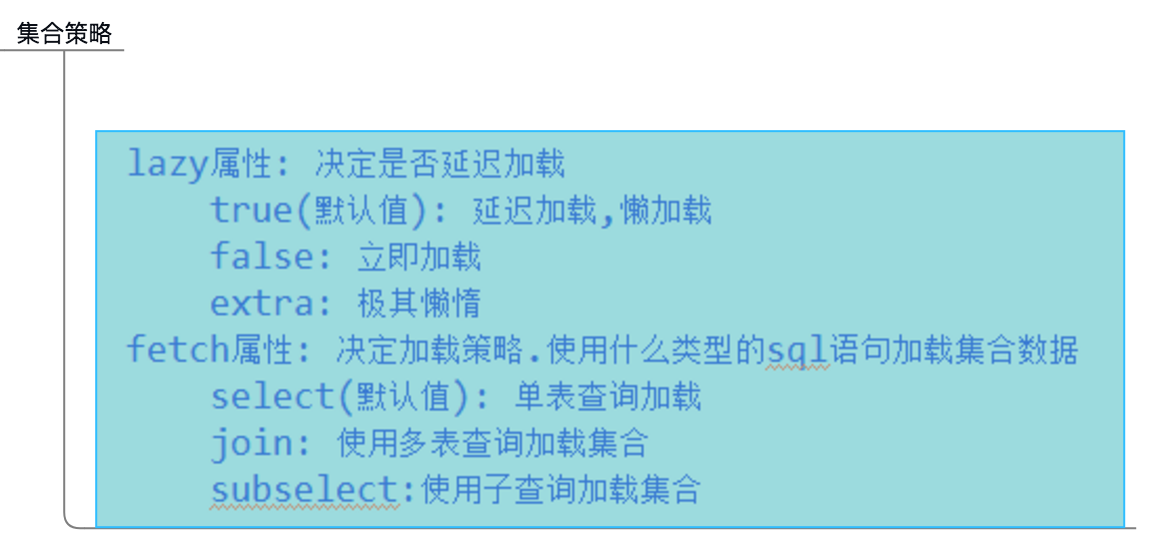 集合策略
lazy属性: 决定是否延迟加载
true(默认值): 延迟加载,懒加载
false: 立即加载
extra: 极其懒惰
fetch属性: 决定加载策略.使用什么类型的sql语句加载集合数据
select(默认值): 单表查询加载
join: 使用多表查询加载集合
subselect:使用子查询加载集合